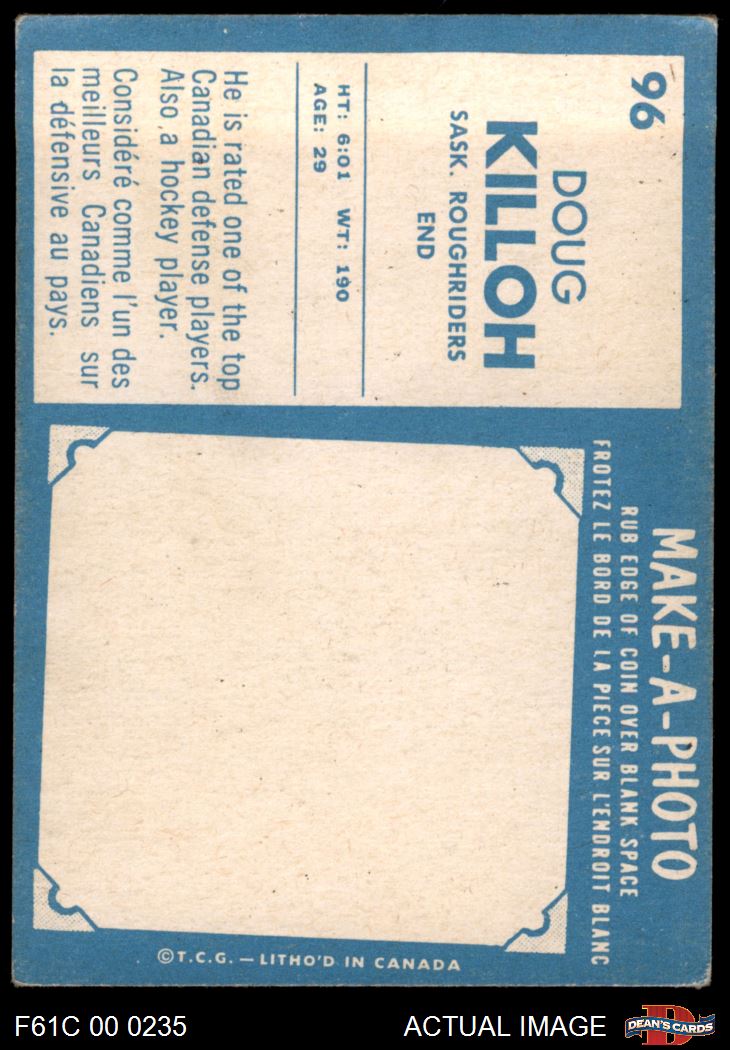 96
DOUG
KILLOH
SASK. ROUGHRIDERS
END
HT: 6:01 WT: 190
AGE: 29
He is rated one of the top
Canadian defense players.
Also a hockey player.
Considéré comme l'un des
meilleurs Canadiens sur
la défensive au pays.
MAKE-A-PHOTO
RUB EDGE OF COIN OVER BLANK SPACE
FROTEZ LE BORD DE LA PIECE SUR L'ENDROIT BLANC
©T.C.G. — LITHO'D IN CANADA
F61C 00 0235
ACTUAL IMAGE
DEAN'S CARDS